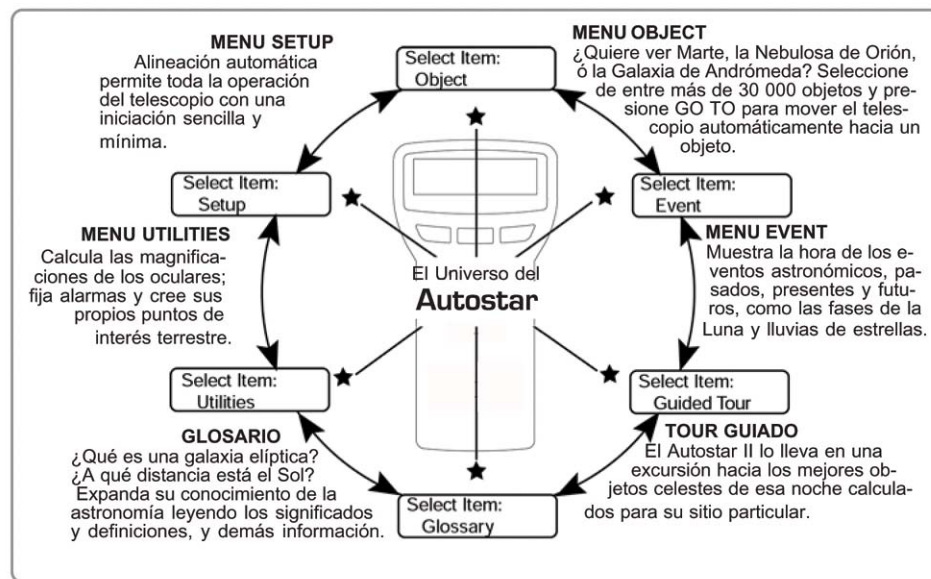 MENU SETUP
Alineación automática
permite toda la operación
del telescopio con una
iniciación sencilla y
mínima.
Select Item:
Object
MENU OBJECT
¿Quiere ver Marte, la Nebulosa de Orión,
ó la Galaxia de Andrómeda? Seleccione
de entre más de 30 000 objetos y pre-
sione GO TO para mover el teles-
copio automáticamente hacia un
objeto.
Select Item:
Setup
Select Item:
Event
MENU UTILITIES
Calcula las magnifica-
ciones de los oculares;
fija alarmas y cree sus
propios puntos de
interés terrestre.
El Universo del
Autostar
MENU EVENT
Muestra la hora de los e-
ventos astronómicos, pa-
sados, presentes y futu-
ros, como las fases de la
Luna y lluvias de estrellas.
Select Item:
Utilities
Select Item:
Guided Tour
GLOSARIO
¿Qué es una galaxia elíptica?
¿A qué distancia está el Sol?
Expanda su conocimiento de la
astronomía leyendo los significados
y definiciones, y demás información.
Select Item:
Glossary
TOUR GUIADO
El Autostar II lo lleva en una
excursión hacia los mejores ob-
jetos celestes de esa noche calcula-
dos para su sitio particular.